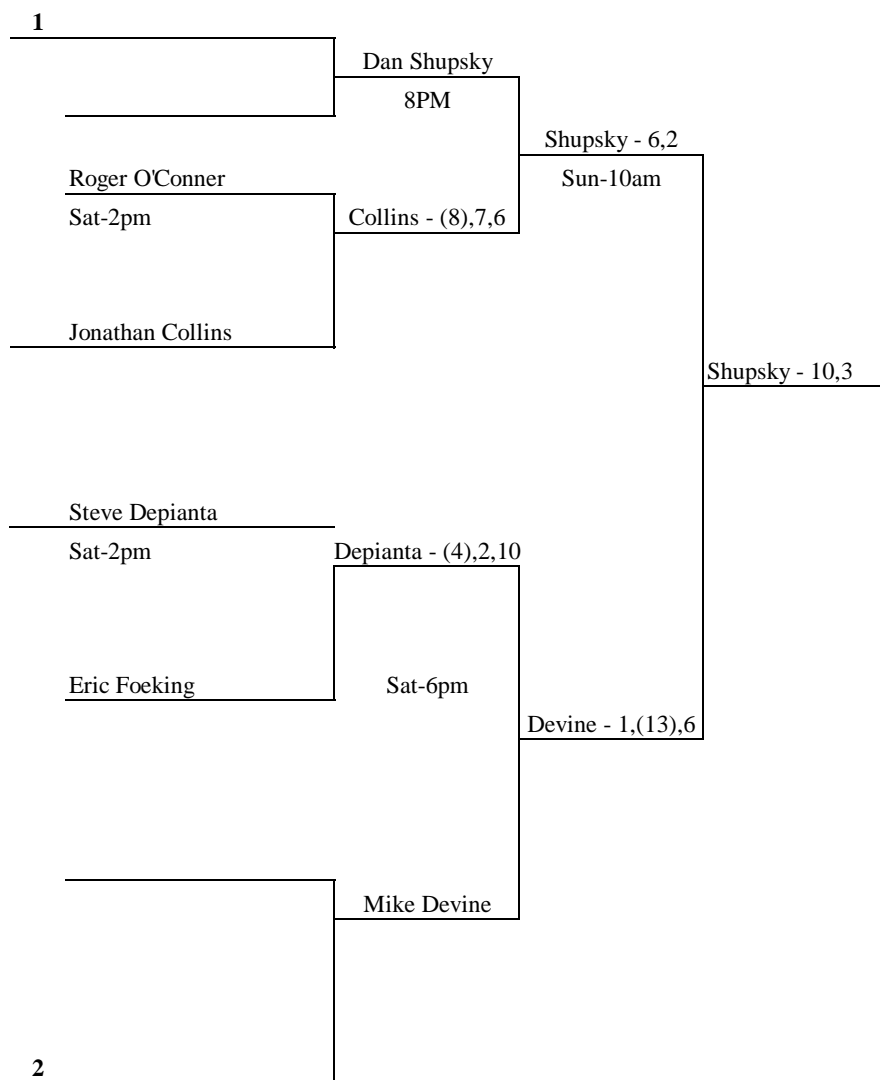 1
Dan Shupsky
8PM
Shupsky - 6,2
Roger O'Conner
Sun-10am
Sat-2pm
Collins - (8),7,6
Jonathan Collins
Shupsky - 10,3
Steve Depianta
Sat-2pm
Depianta - (4),2,10
Eric Foeking
Sat-6pm
Devine - 1,(13),6
Mike Devine
2